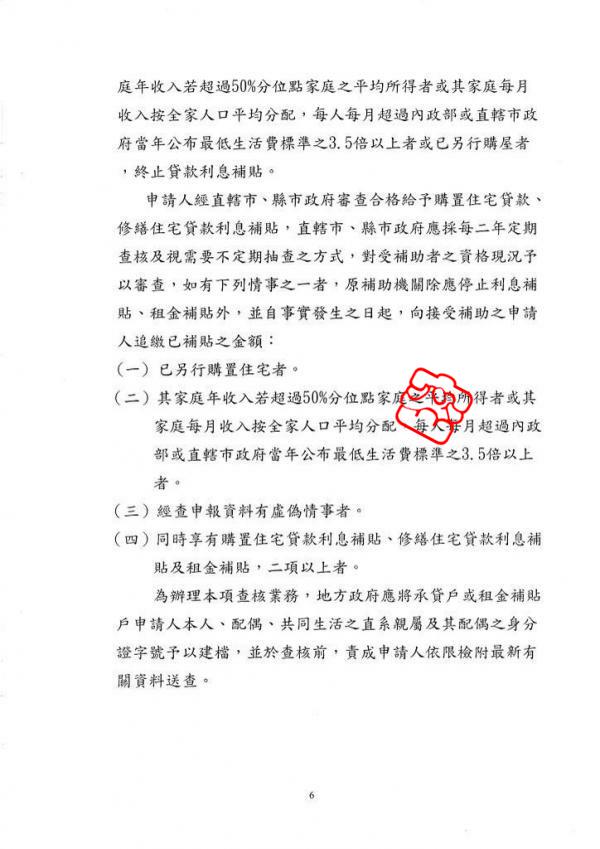 庭年收入若超過50%分位點家庭之平均所得者或其家庭每月
收入按全家人口平均分配，每人每月超過內政部或直轄市政
府當年公布最低生活費標準之3.5倍以上者或已另行購屋者
，終止貸款利息補貼。
申請人經直轄市、縣市政府審查合格給予購置住宅貸款、
修繕住宅貸款利息補貼，直轄市、縣市政府應採每二年定期
查核及視需要不定期抽查之方式，對受補助者之資格現況予
以審查，如有下列情事之一者，原補助機關除應停止利息補
貼、租金補貼外，並自事實發生之日起，向接受補助之申請
人追繳已補貼之金額：
(一) 已另行購置住宅者。
(二) 其家庭年收入若超過50%分位點家庭之平均所得者或其
家庭每月收入按全家人口平均分配，每人每月超過內政
部或直轄市政府當年公布最低生活費標準之3.5倍以上
者。
(三) 經查申報資料有虛偽情事者。
(四) 同時享有購置住宅貸款利息補貼、修繕住宅貸款利息補
貼及租金補貼，二項以上者。
為辦理本項查核業務，地方政府應將承貸戶或租金補貼
戶申請人本人、配偶、共同生活之直系親屬及其配偶之身分
證字號予以建檔，並於查核前，責成申請人依限檢附最新有
關資料送查。
6